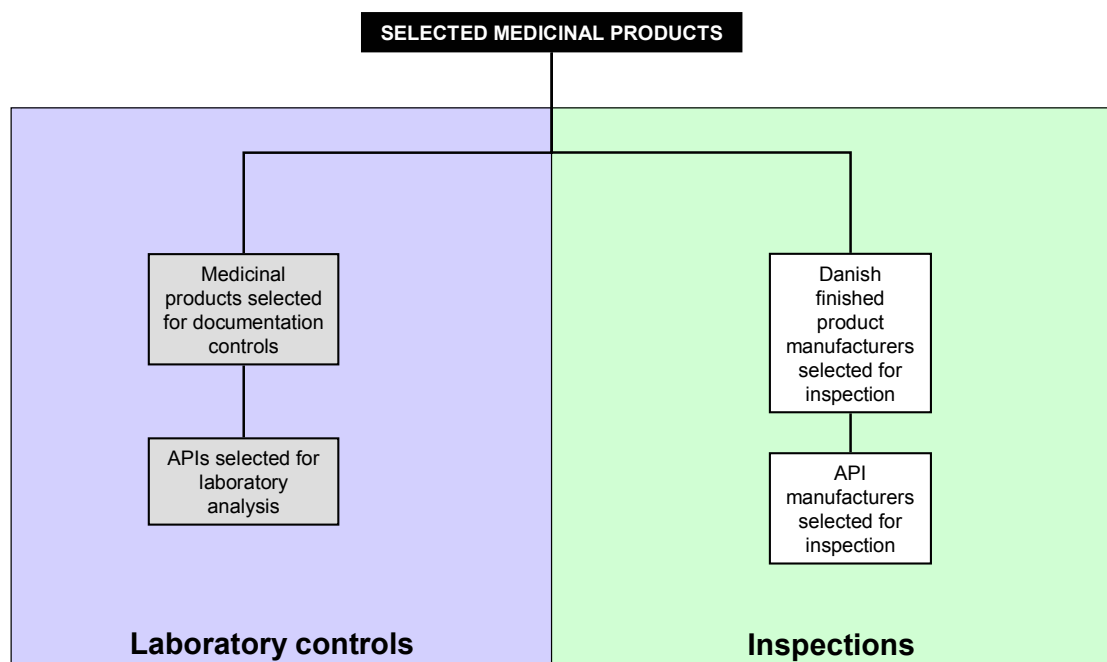 SELECTED MEDICINAL PRODUCTS
Medicinal
products selected
for documentation
controls
APIs selected for
laboratory
analysis
Laboratory controls
Danish
finished
product
manufacturers
selected for
inspection
API
manufacturers
selected for
inspection
Inspections